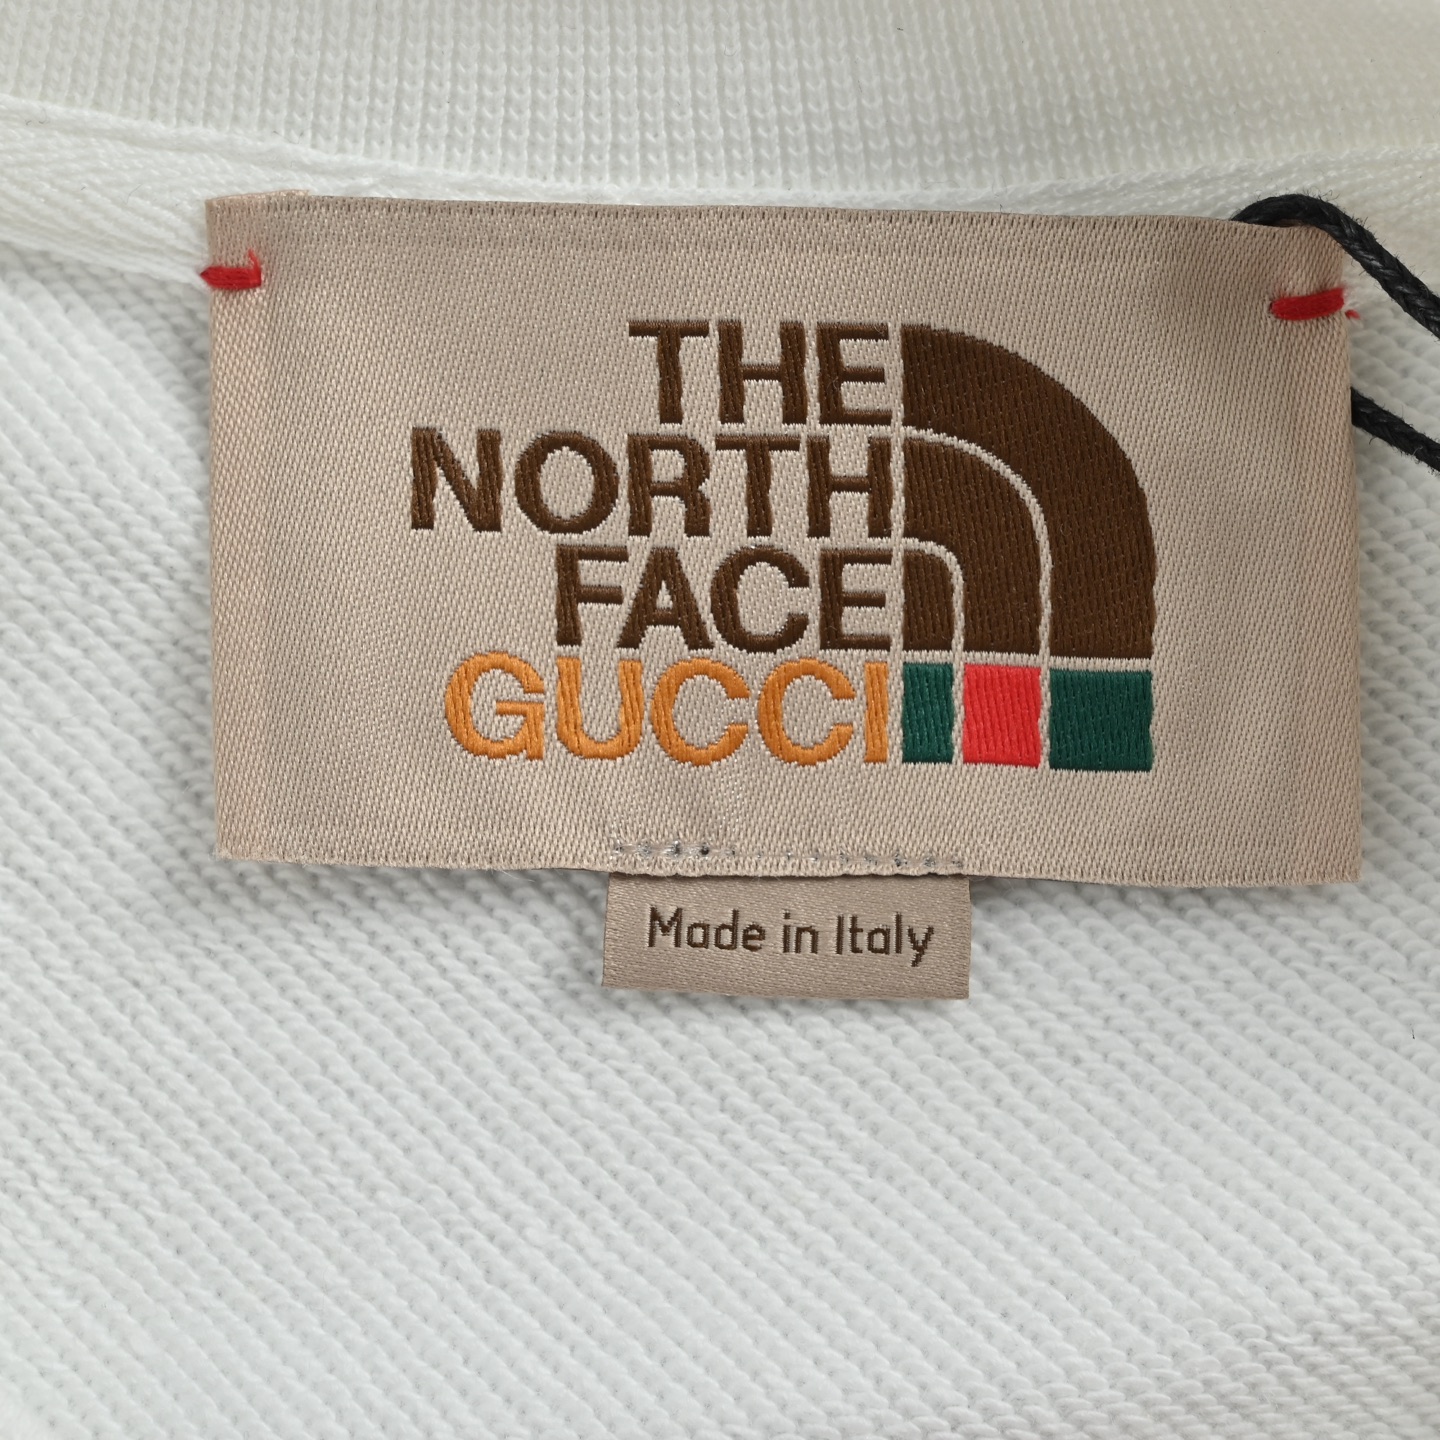 THE
NORTH
FACE
GUCCI
Made in Italy